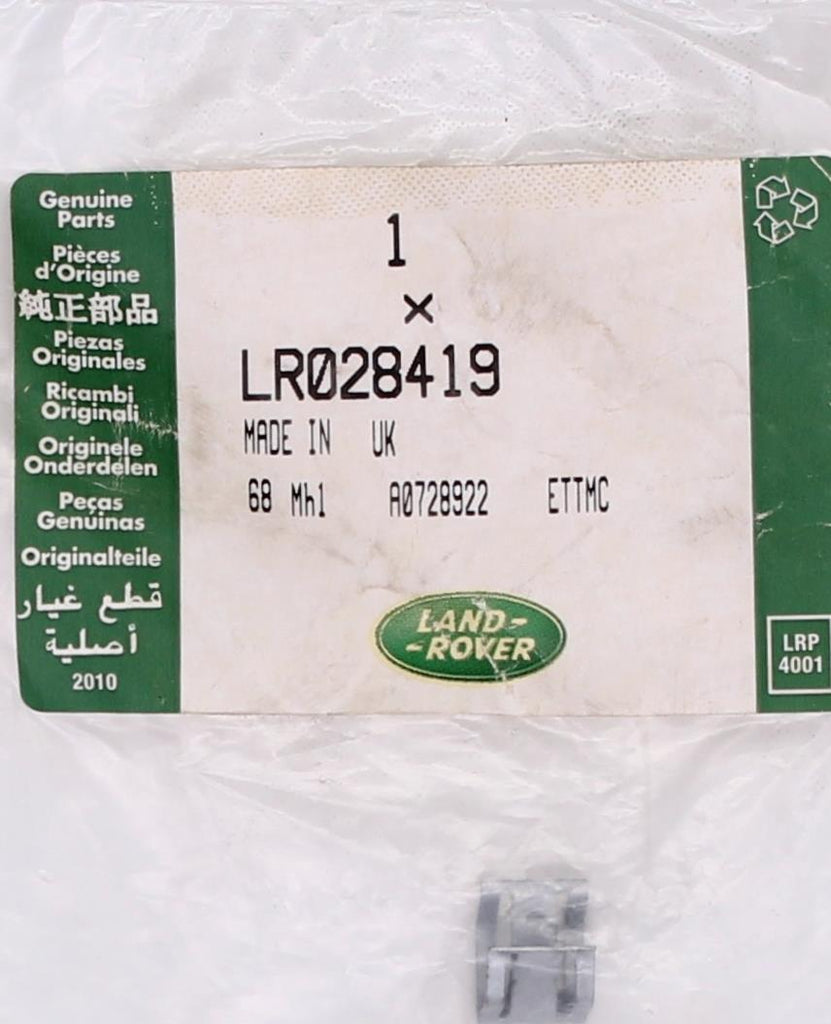 Genuine
Parts
Pièces
d'Origine
純正部品
Piezas
Originales
Ricambi
Originali
Originele
Onderdelen
Peças
Genuinas
Originalteile
قطع غيار
أصلية
2010
1
×
LR028419
MADE IN UK
68 Mh1 A0728922 ETTMC
LAND-
-ROVER
LRP
4001